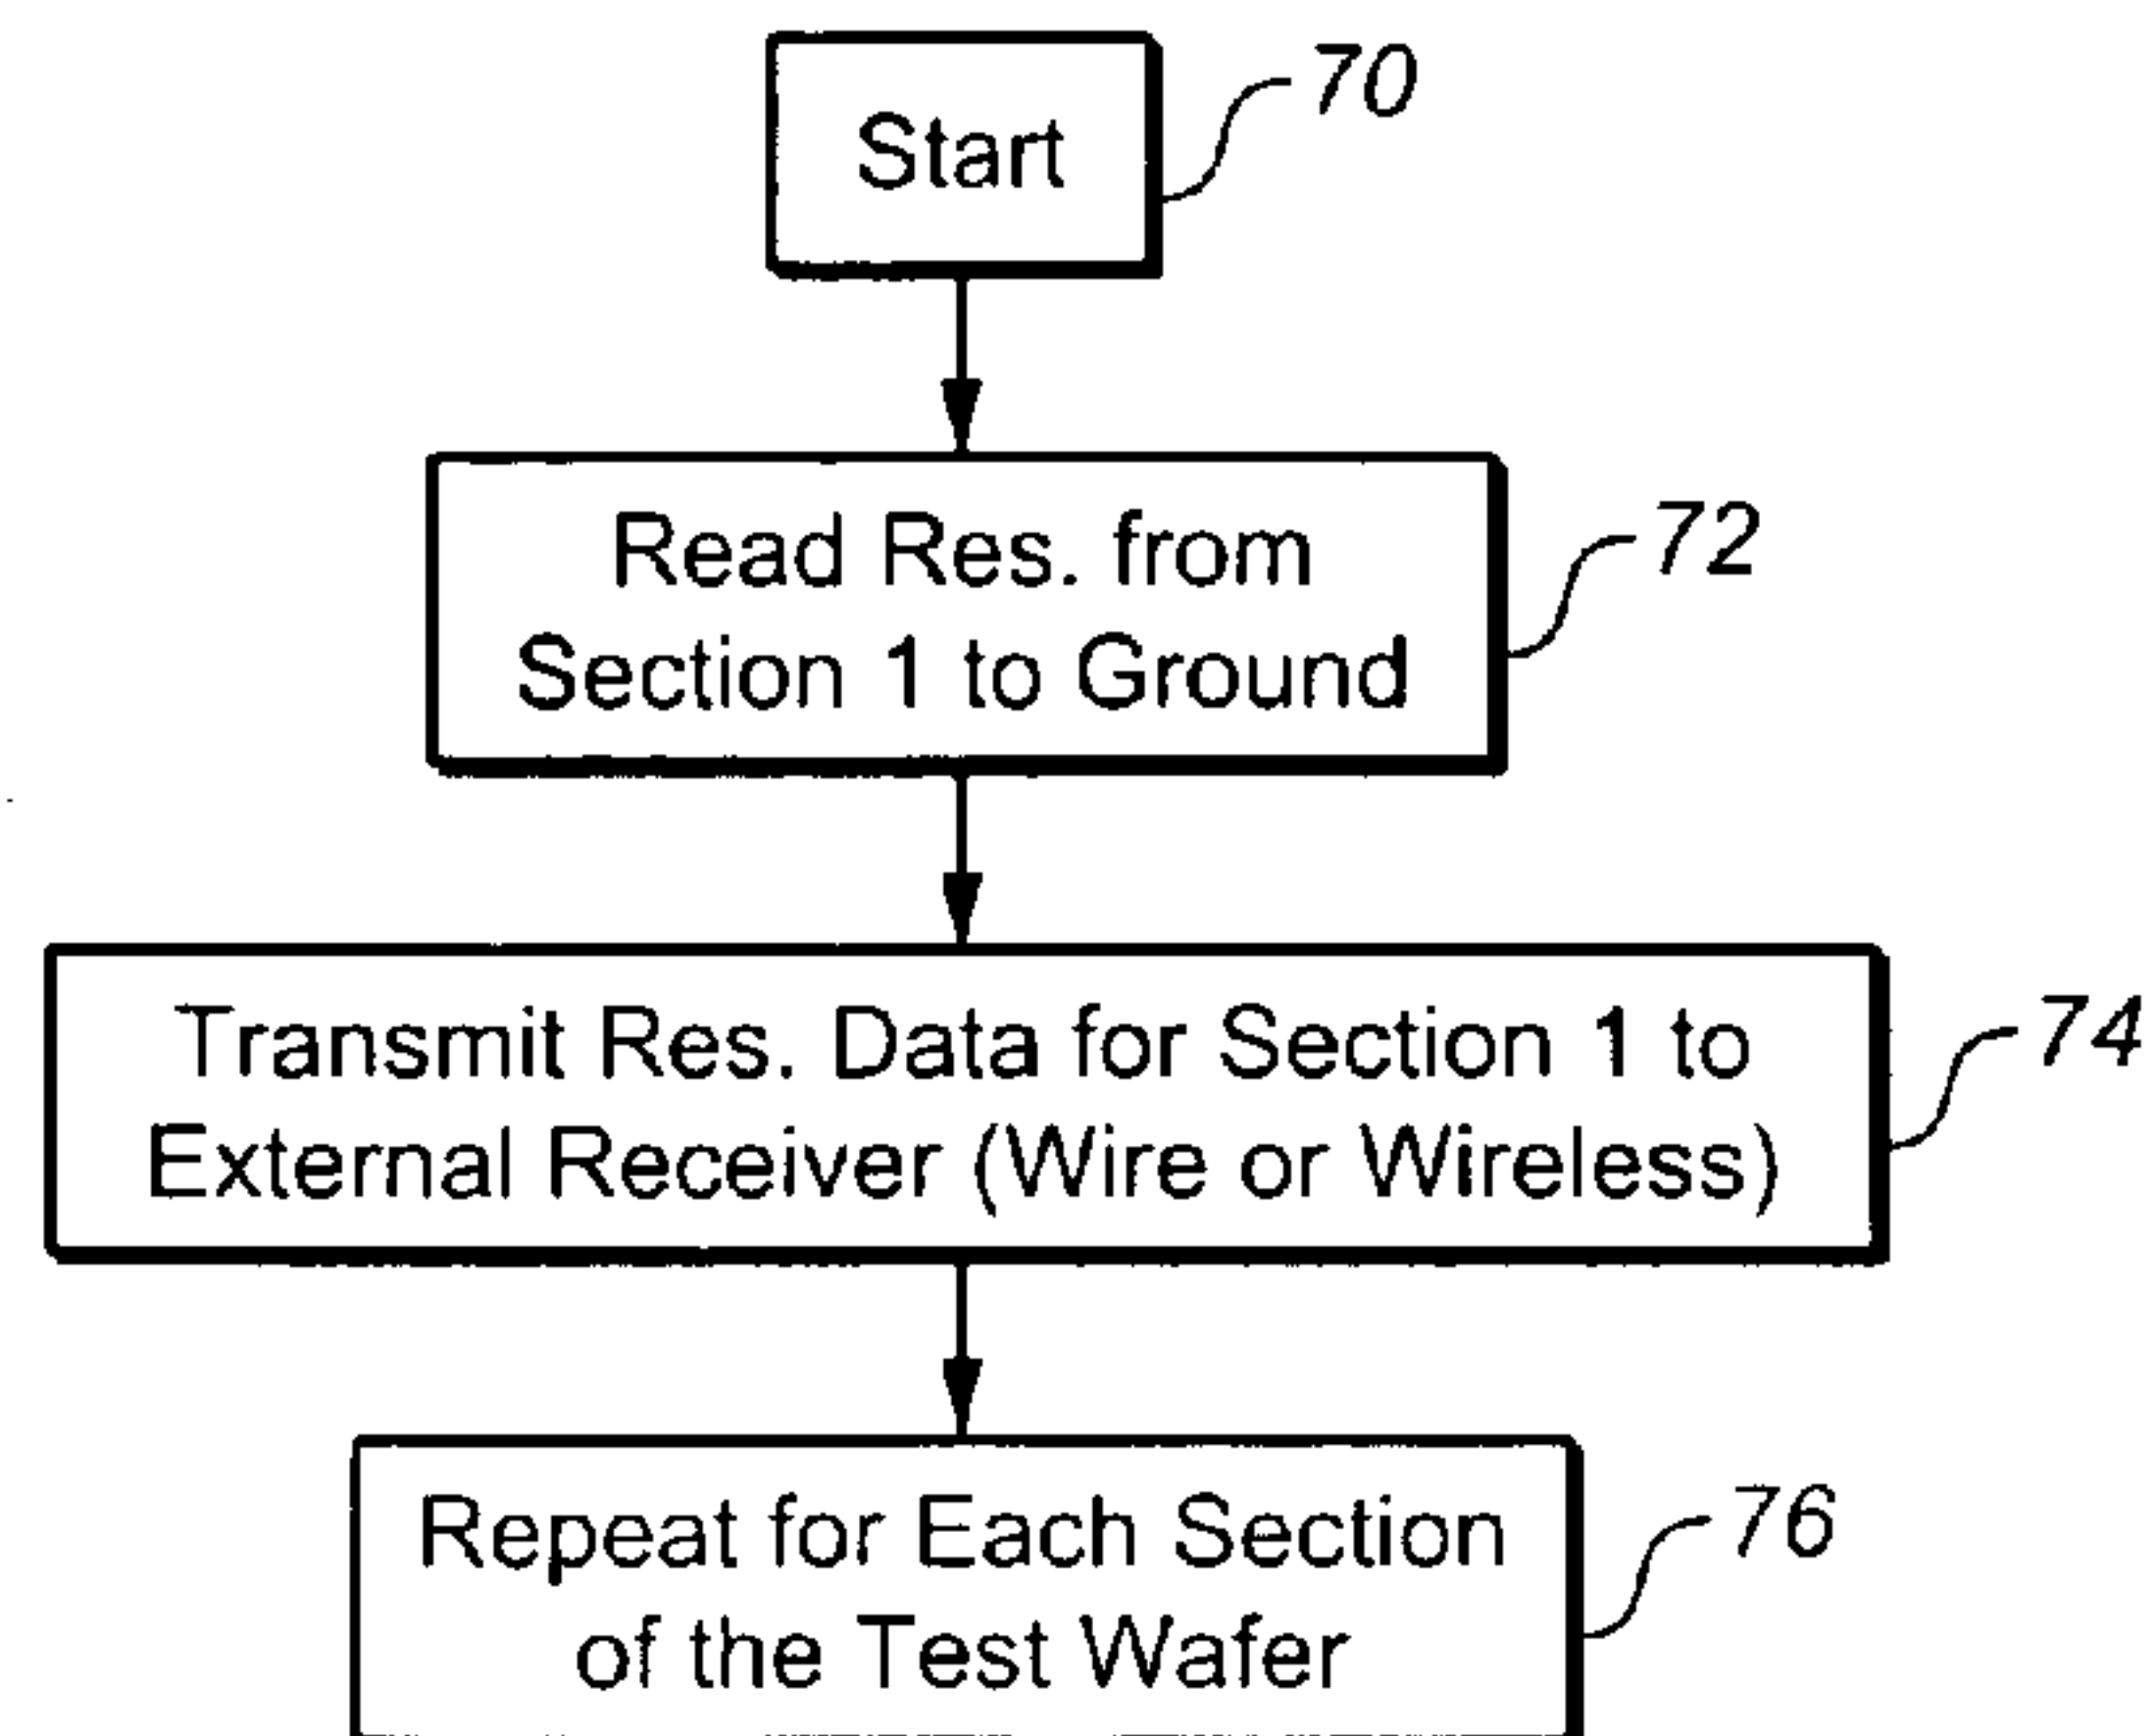 Start
70
Read Res. from
Section 1 to Ground
72
Transmit Res. Data for Section 1 to
External Receiver (Wire or Wireless)
74
Repeat for Each Section
of the Test Wafer
76